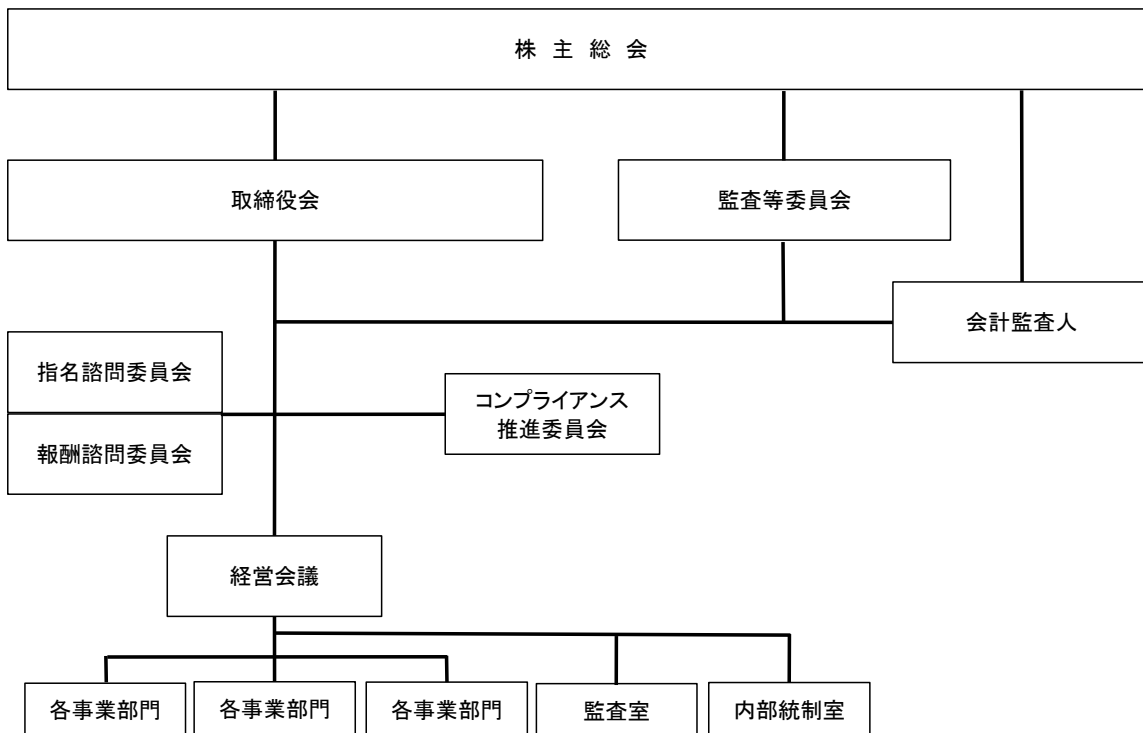 株 主 総 会
取締役会
監査等委員会
会計監査人
指名諮問委員会
コンプライアンス
推進委員会
報酬諮問委員会
経営会議
各事業部門
各事業部門
各事業部門
監査室
内部統制室